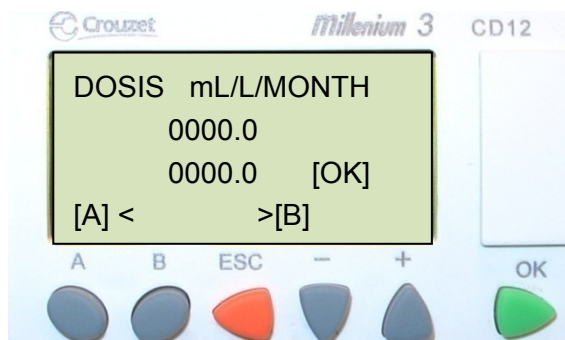 Crouzet Millenium 3 CD12
DOSIS mL/L/MONTH
0000.0
0000.0 [OK]
[A] < >[B]
A B ESC - + OK